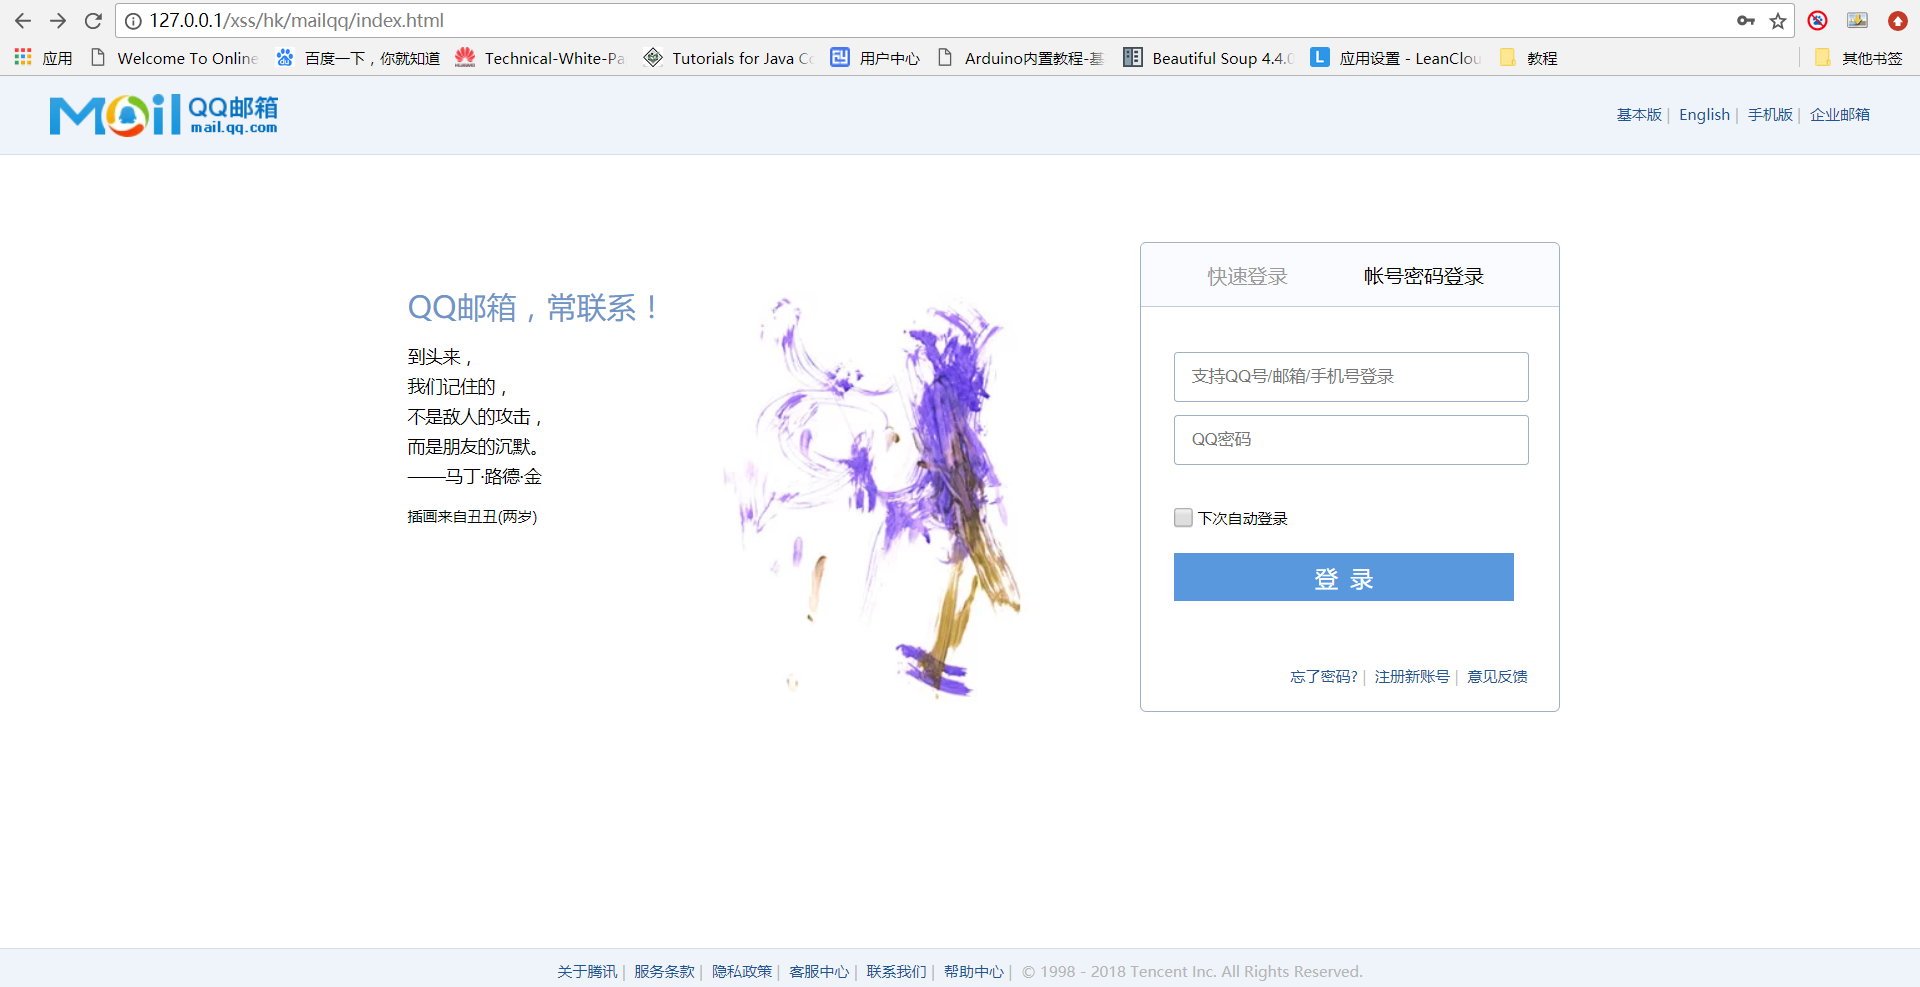 127.0.0.1/xss/hk/mailqq/index.html
应用 Welcome To Online 百度一下，你就知道 Technical-White-Pa Tutorials for Java Co 用户中心 Arduino内置教程-基 Beautiful Soup 4.4.0 应用设置 - LeanClou 教程 其他书签
Mail QQ邮箱
mail.qq.com
基本版 | English | 手机版 | 企业邮箱
快速登录 帐号密码登录
QQ邮箱，常联系！
到头来，
我们记住的，
不是敌人的攻击，
而是朋友的沉默。
——马丁·路德·金
插画来自丑丑(两岁)
支持QQ号/邮箱/手机号登录
QQ密码
下次自动登录
登 录
忘了密码? | 注册新账号 | 意见反馈
关于腾讯 | 服务条款 | 隐私政策 | 客服中心 | 联系我们 | 帮助中心 | © 1998 - 2018 Tencent Inc. All Rights Reserved.